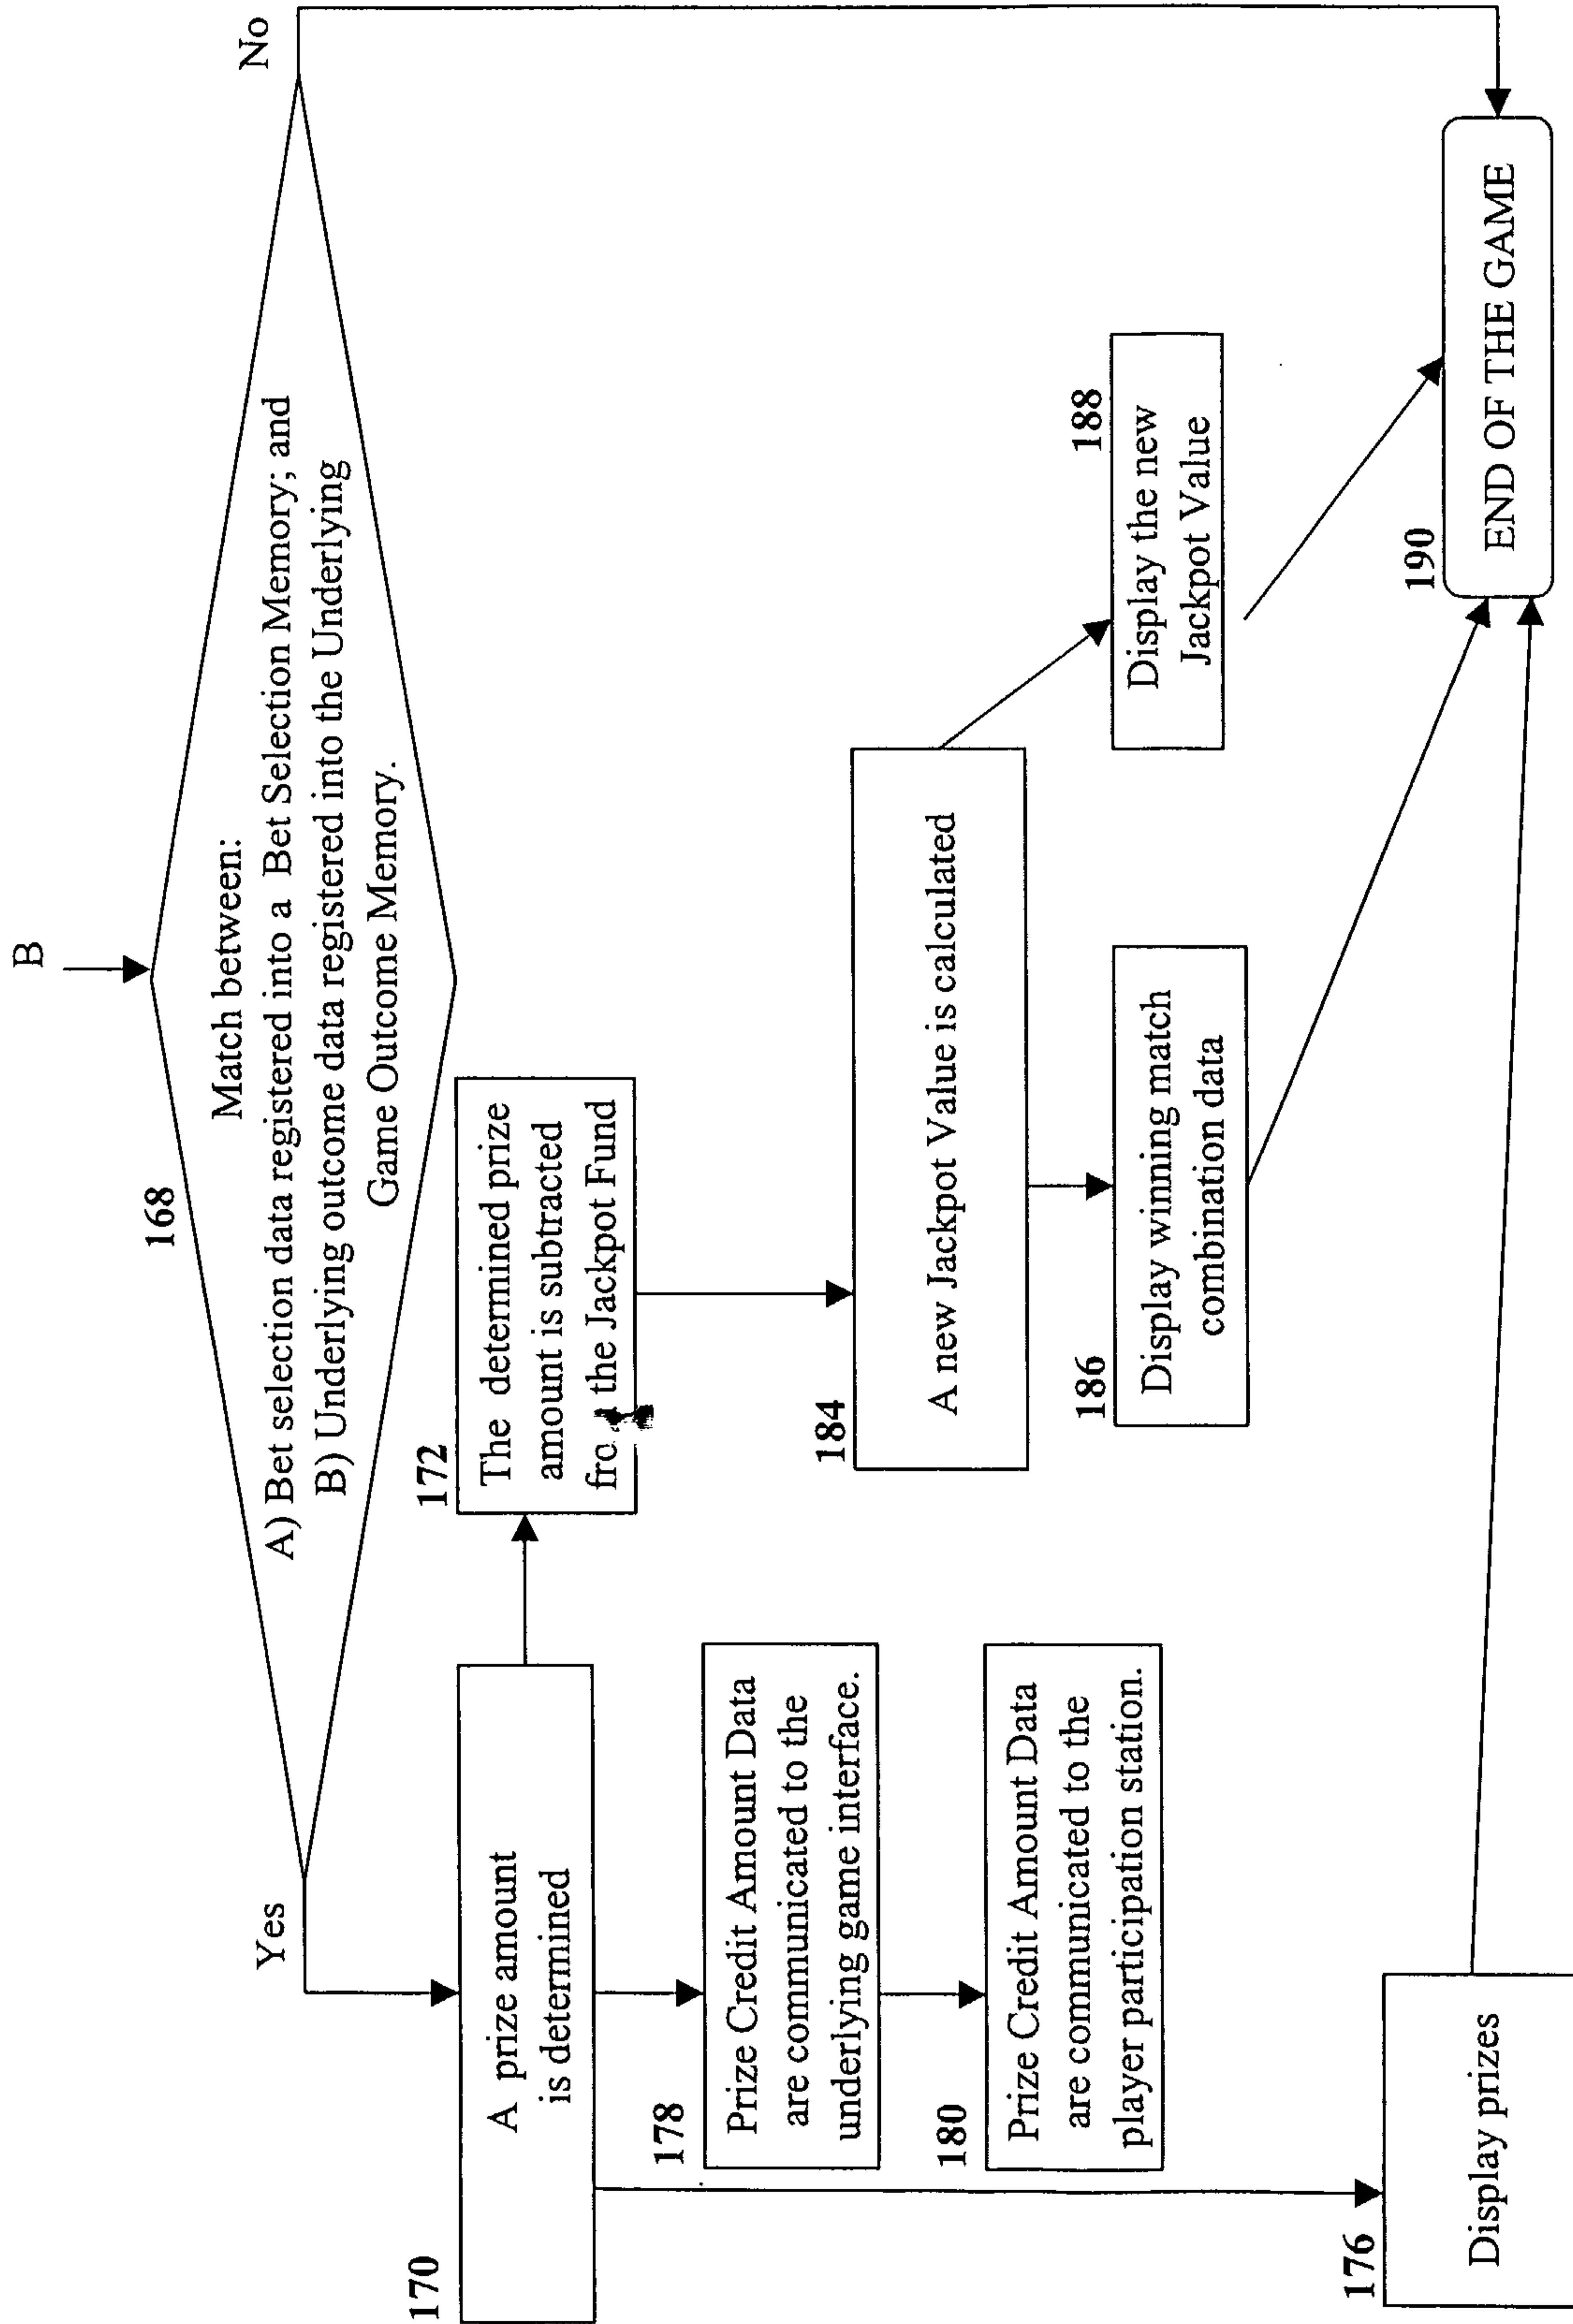 B
168
Match between:
A) Bet selection data registered into a Bet Selection Memory; and
B) Underlying outcome data registered into the Underlying
Game Outcome Memory.
Yes
No
170
A prize amount
is determined
172
The determined prize
amount is subtracted
the Jackpot Fund
178
Prize Credit Amount Data
are communicated to the
underlying game interface.
180
Prize Credit Amount Data
are communicated to the
player participation station.
184
A new Jackpot Value is calculated
186
Display winning match
combination data
188
Display the new
Jackpot Value
176
Display prizes
190
END OF THE GAME